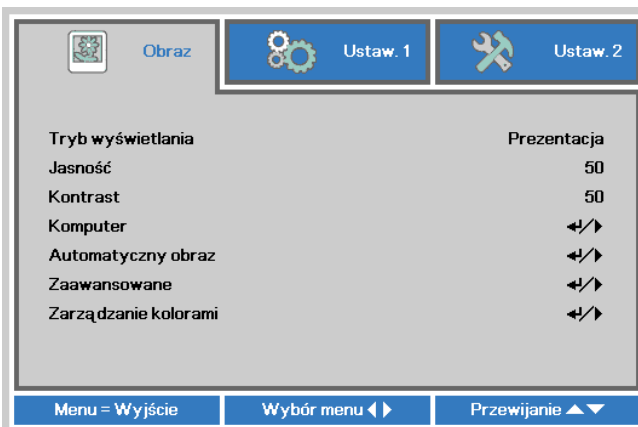 Obraz Ustaw. 1 Ustaw. 2
Tryb wyświetlania Prezentacja
Jasność 50
Kontrast 50
Komputer
Automatyczny obraz
Zaawansowane
Zarządzanie kolorami
Menu = Wyjście Wybór menu Przewijanie